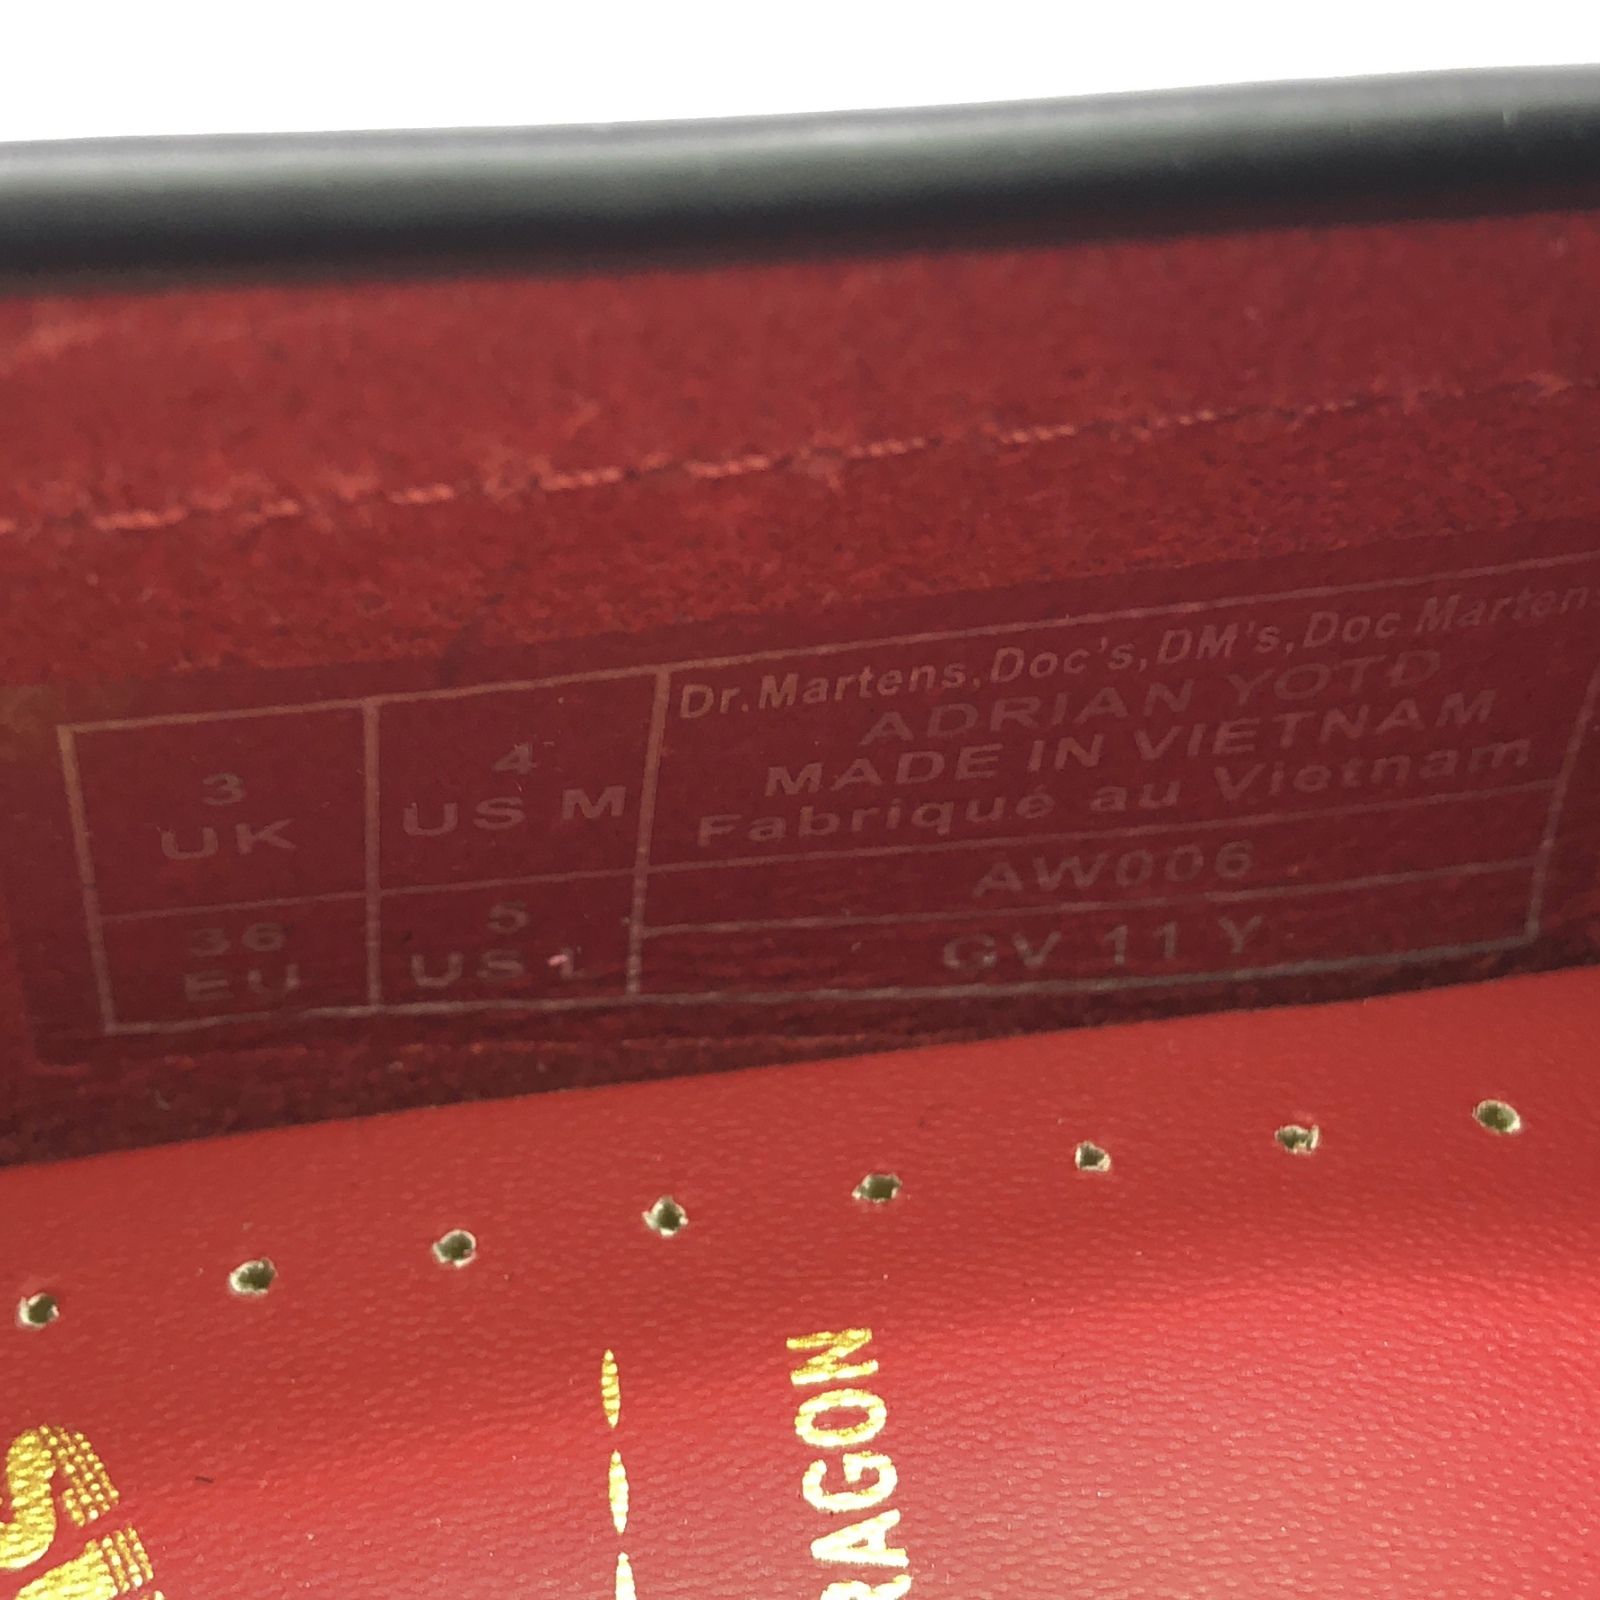 3
UK
4
US M
36
EU
5
US L
Dr.Martens,Doc's,DM's,Doc Marten
ADRIAN YOTD
MADE IN VIETNAM
Fabriqué au Vietnam
AW006
GV 11 Y
RAGON